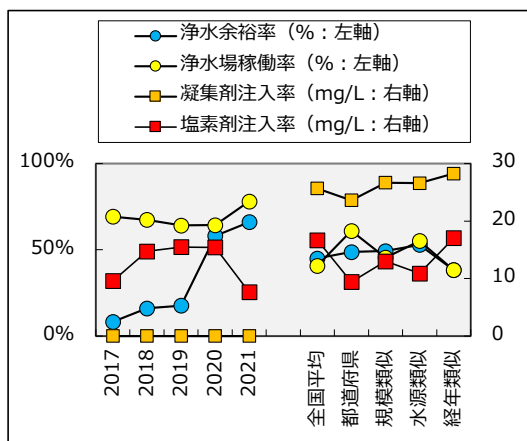 浄水余裕率（%：左軸）
浄水場稼働率（%：左軸）
凝集剤注入率（mg/L：右軸）
塩素剤注入率（mg/L：右軸）
100%
50%
0%
30
20
10
0
2017
2018
2019
2020
2021
全国平均
都道府県
規模類似
水源類似
経年類似